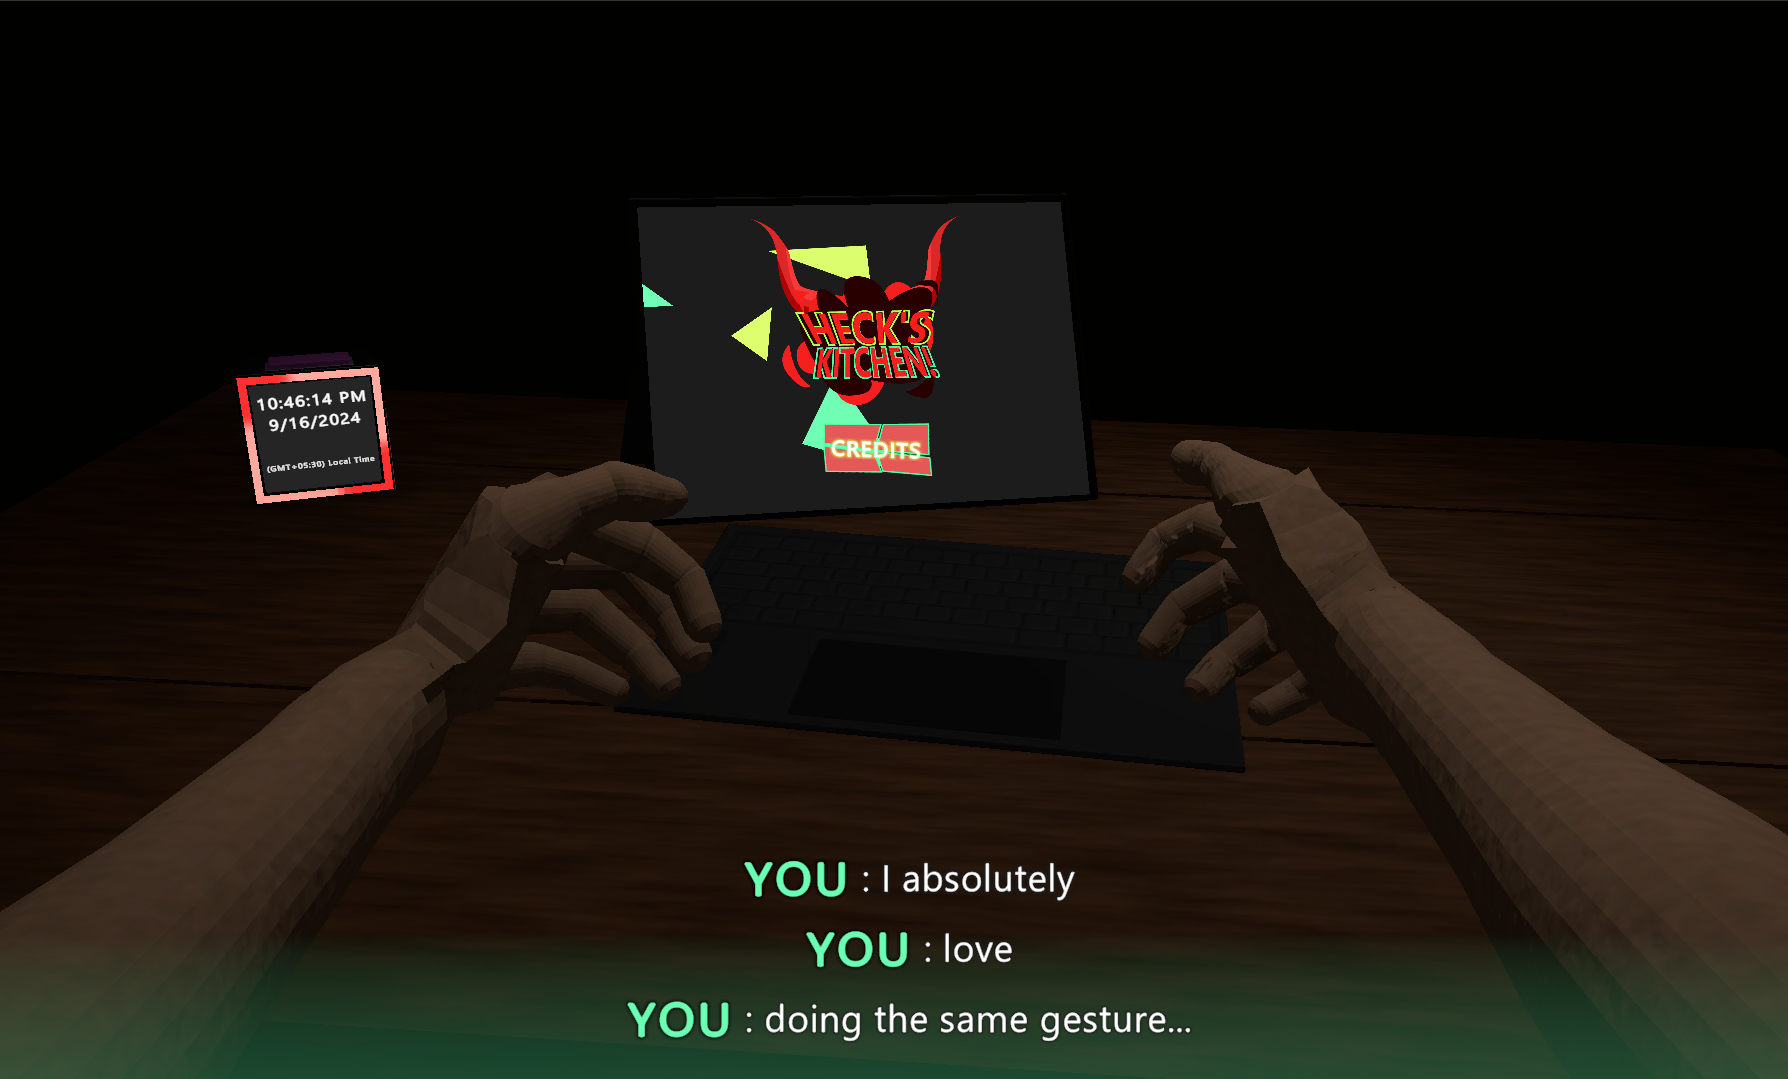 HECK'S
KITCHEN!
10:46:14 PM
9/16/2024
(GMT+05:30) Local Time
CREDITS
YOU : I absolutely
YOU : love
YOU : doing the same gesture...